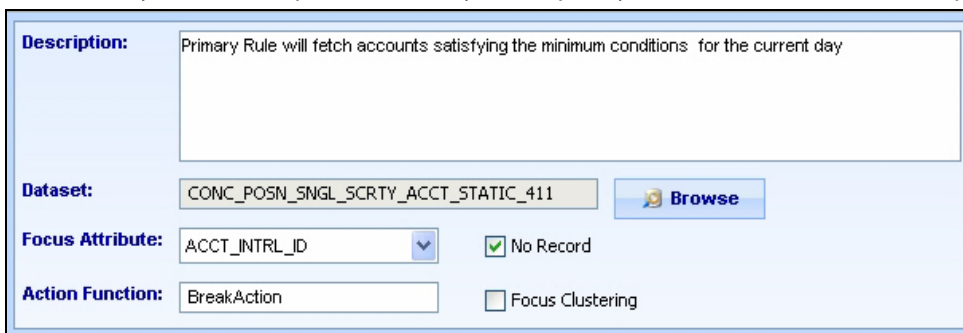 Description:
Primary Rule will fetch accounts satisfying the minimum conditions  for the current day
Dataset:
CONC_POSN_SNGL_SCRTY_ACCT_STATIC_411
Browse
Focus Attribute:
ACCT_INTRL_ID
No Record
Action Function:
BreakAction
Focus Clustering